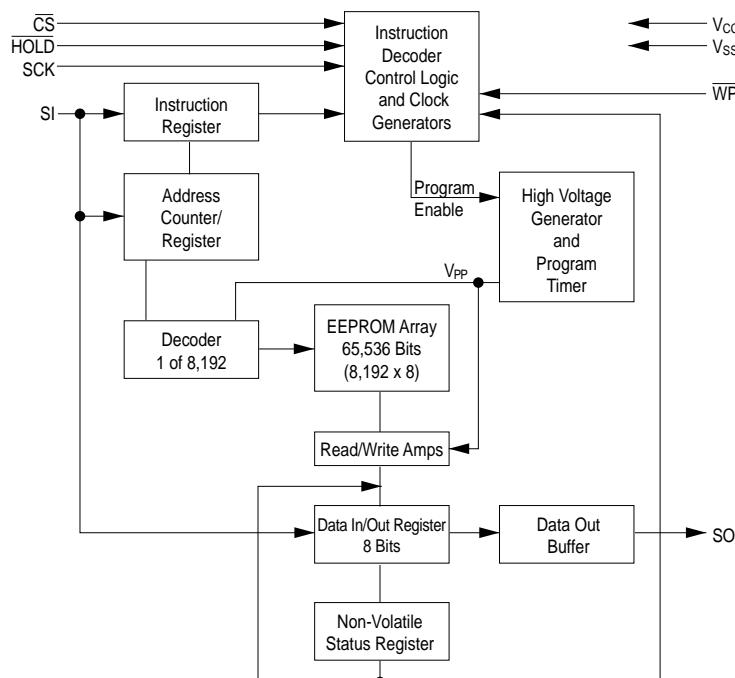 CS
HOLD
SCK
SI
Instruction
Decoder
Control Logic
and Clock
Generators
VCC
VSS
WP
Instruction
Register
Address
Counter/
Register
Program
Enable
High Voltage
Generator
and
Program
Timer
VPP
Decoder
1 of 8,192
EEPROM Array
65,536 Bits
(8,192 x 8)
Read/Write Amps
Data In/Out Register
8 Bits
Data Out
Buffer
SO
Non-Volatile
Status Register